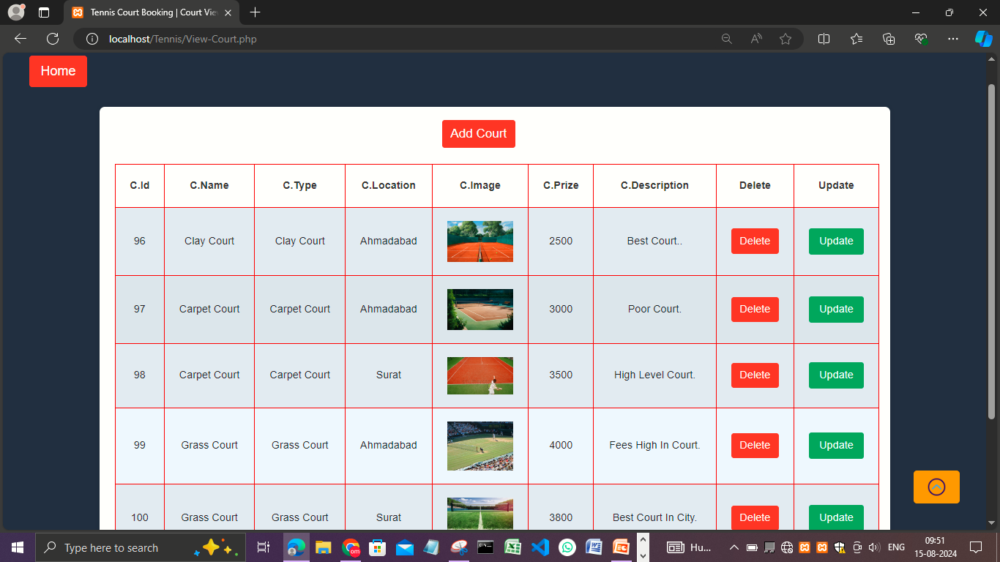 Tennis Court Booking | Court Vie
localhost/Tennis/View-Court.php
Home
Add Court
C.Id C.Name C.Type C.Location C.Image C.Prize C.Description Delete Update
96 Clay Court Clay Court Ahmadabad 2500 Best Court.. Delete Update
97 Carpet Court Carpet Court Ahmadabad 3000 Poor Court. Delete Update
98 Carpet Court Carpet Court Surat 3500 High Level Court. Delete Update
99 Grass Court Grass Court Ahmadabad 4000 Fees High In Court. Delete Update
100 Grass Court Grass Court Surat 3800 Best Court In City. Delete Update
Type here to search
om
Hu...
ENG
09:51
15-08-2024